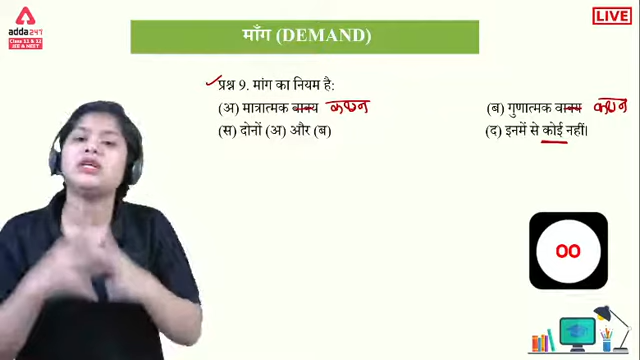 adda247
Class 11 & 12
JEE & NEET
माँग (DEMAND)
LIVE
प्रश्न 9. मांग का नियम है:
(अ) मात्रात्मक वाक्य कथन
(ब) गुणात्मक वाक्य कथन
(स) दोनों (अ) और (ब)
(द) इनमें से कोई नहीं।
00